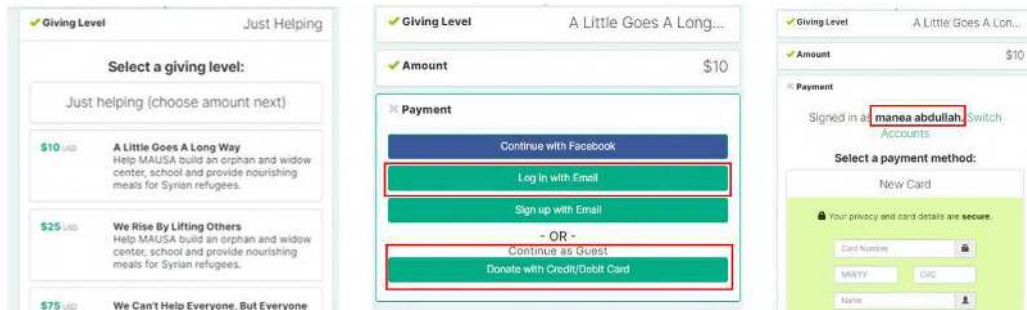 Giving Level
Just Helping
Select a giving level:
Just helping (choose amount next)
$10 USD
A Little Goes A Long Way
Help MAUSA build an orphan and widow
center, school and provide nourishing
meals for Syrian refugees.
$25 USD
We Rise By Lifting Others
Help MAUSA build an orphan and widow
center, school and provide nourishing
meals for Syrian refugees.
$75 USD
We Can't Help Everyone, But Everyone
Giving Level
A Little Goes A Long...
Amount
$10
Payment
Continue with Facebook
Log in with Email
Sign up with Email
- OR -
Continue as Guest
Donate with Credit/Debit Card
Giving Level
A Little Goes A Lon...
Amount
$10
Payment
Signed in as manea abdullah. Switch
Accounts
Select a payment method:
New Card
Your privacy and card details are secure.
Card Number
MM/YY
CVC
Name